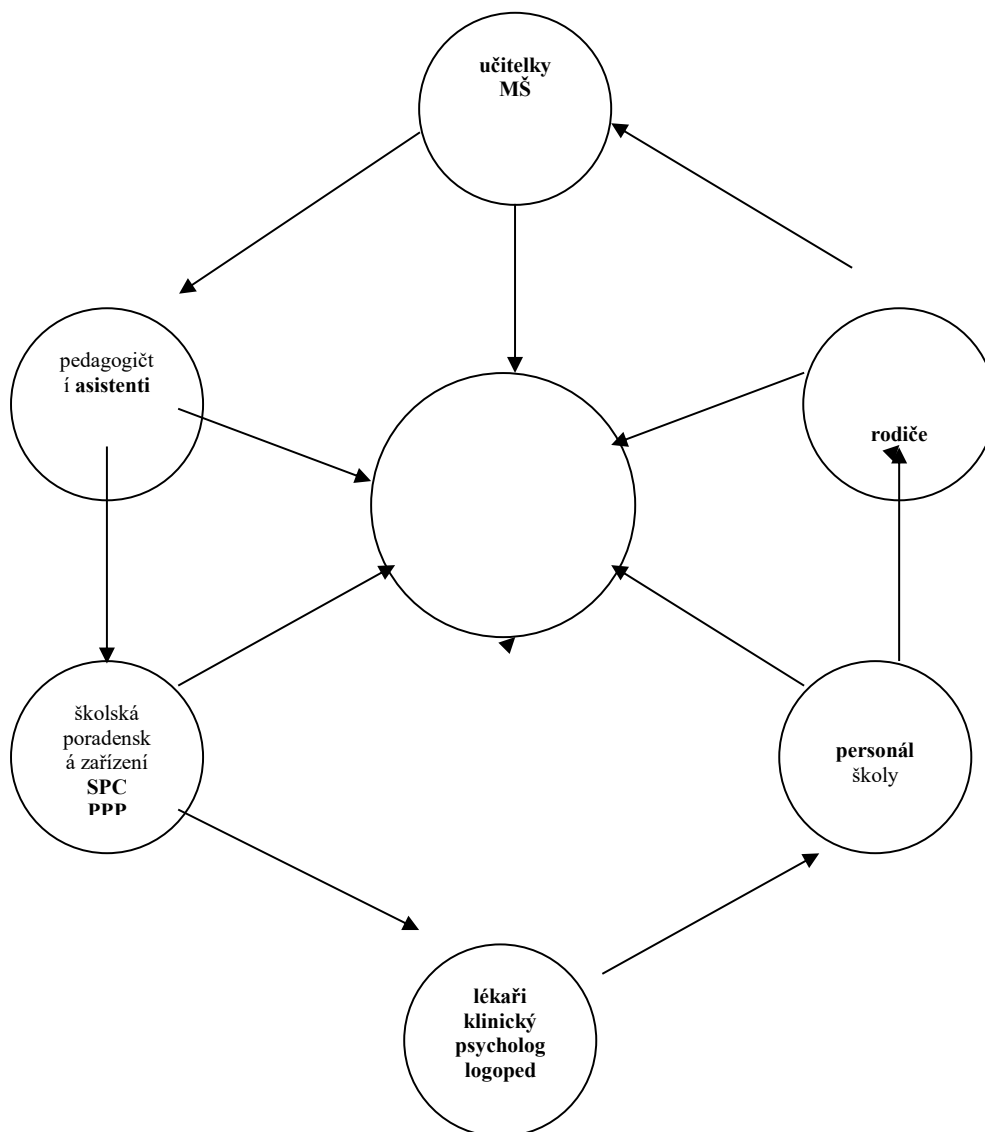 učitelky
MŠ
pedagogičt
í asistenti
rodiče
školská
poradensk
á zařízení
SPC
PPP
personál
školy
lékaři
klinický
psycholog
logoped